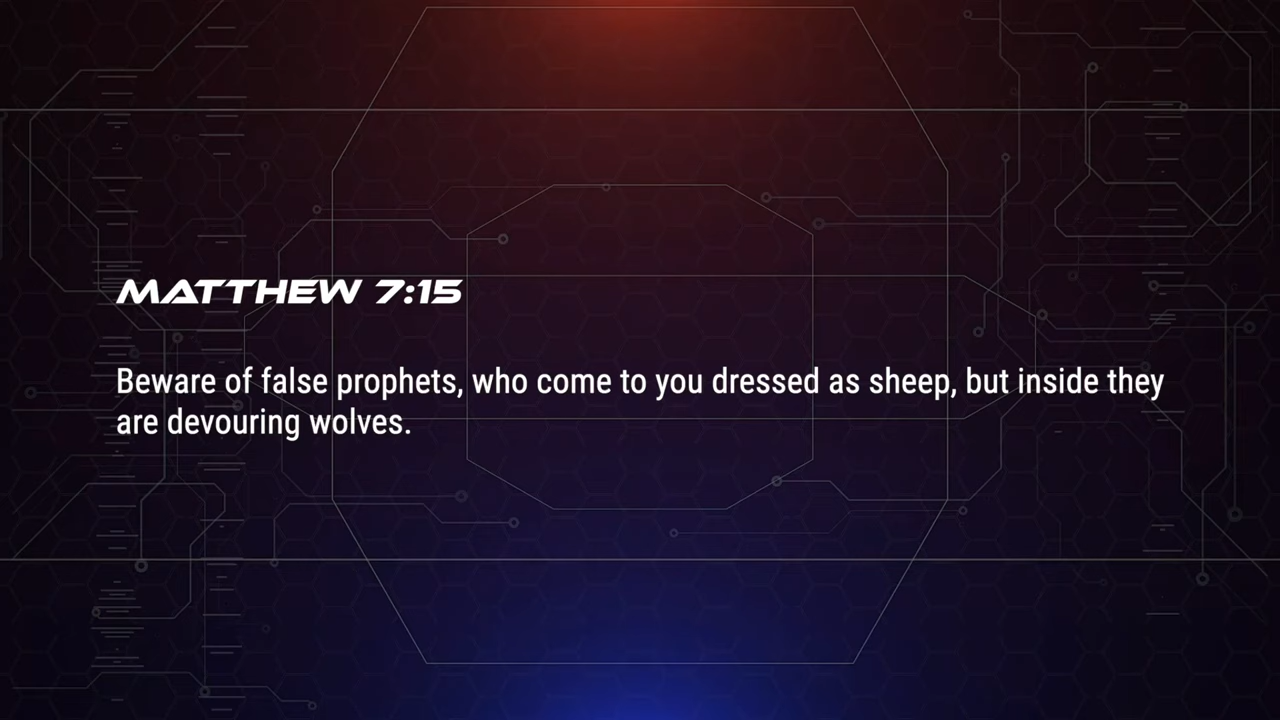 MATTHEW 7:15
Beware of false prophets, who come to you dressed as sheep, but inside they
are devouring wolves.